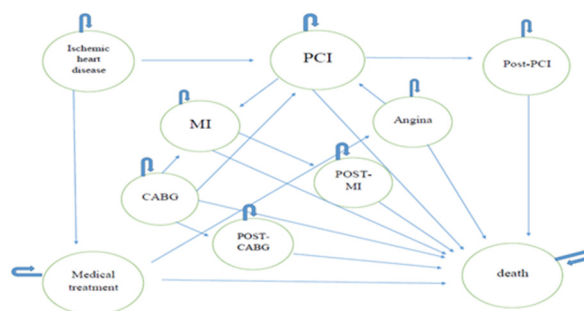 Ischemic
heart
disease
PCI
Post-PCI
MI
Angina
POST-
MI
CABG
POST-
CABG
Medical
treatment
death